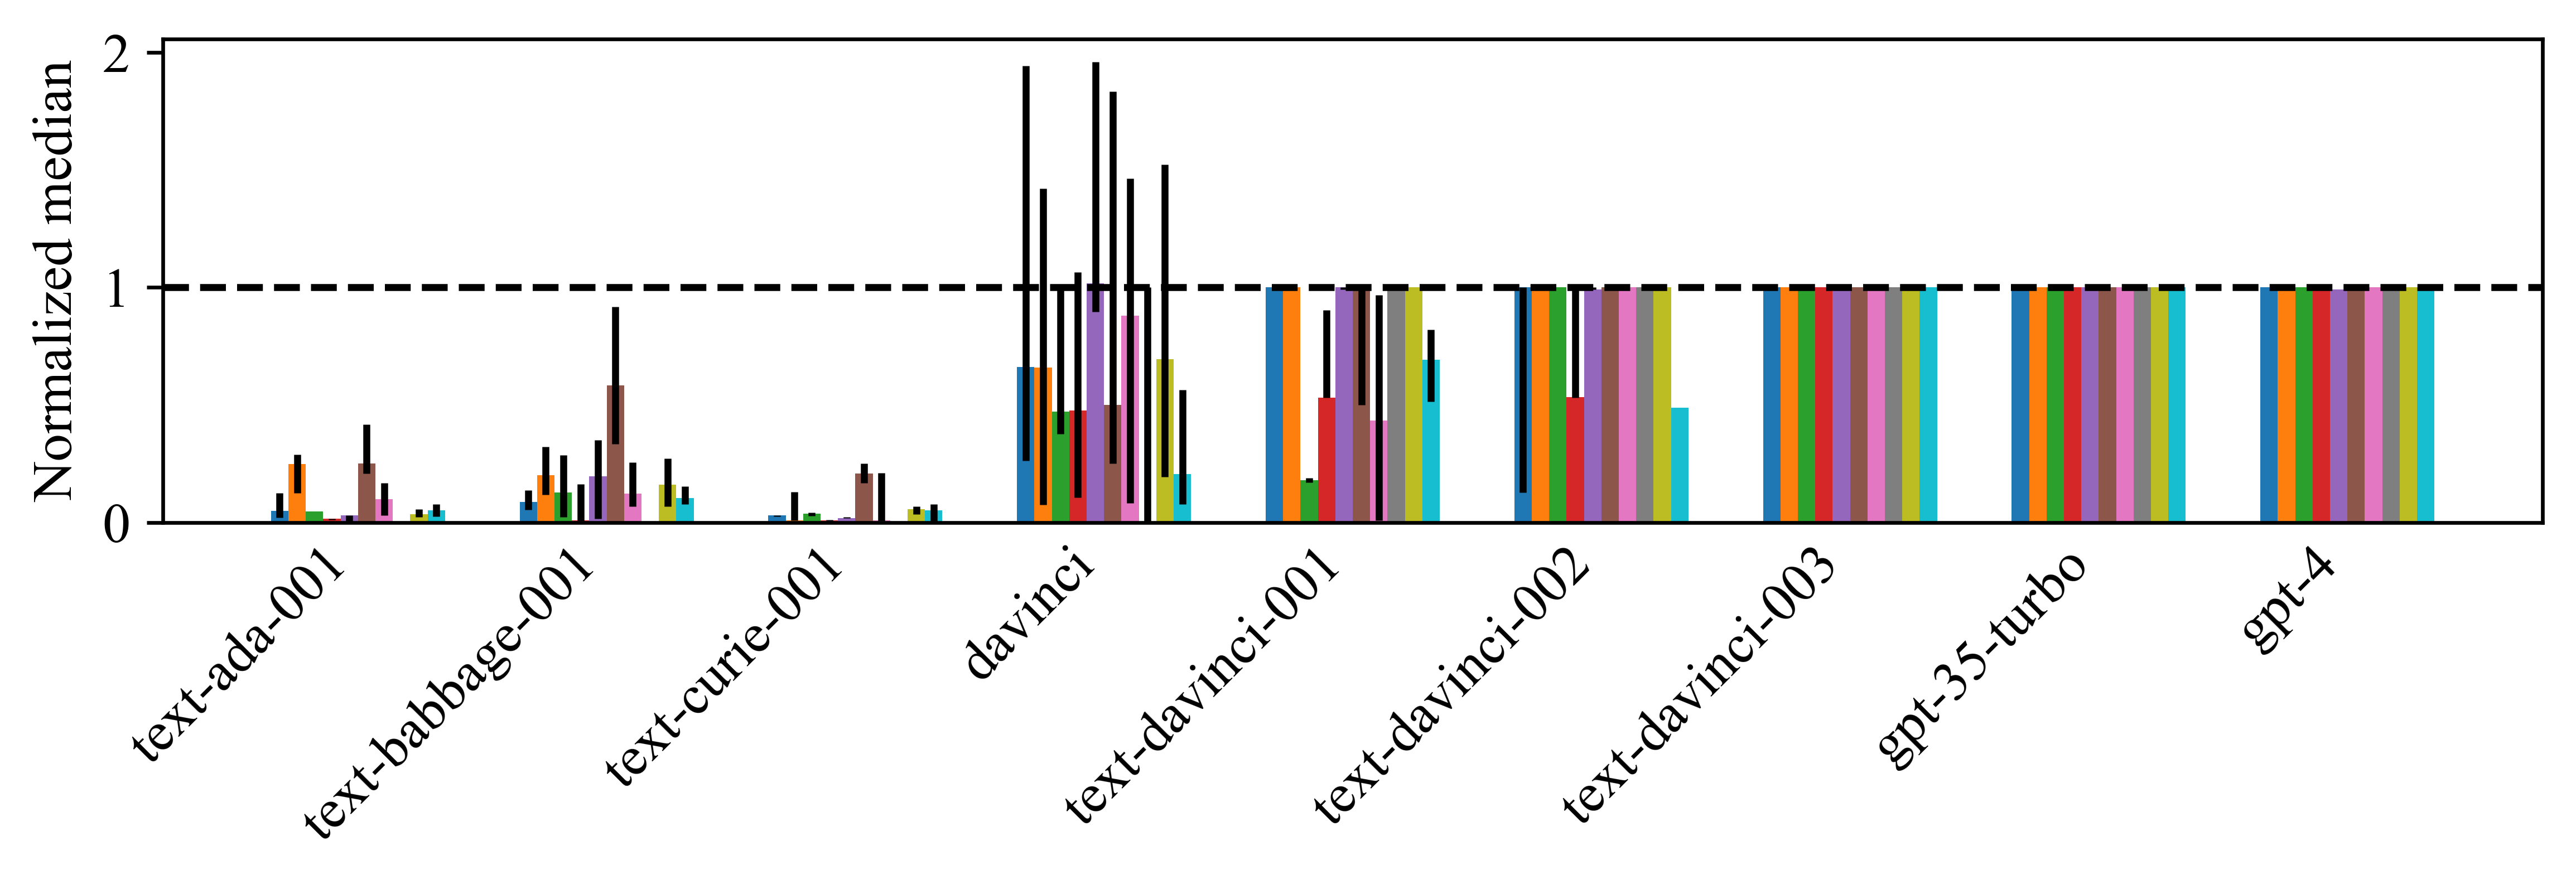 Normalized median
2
1
0
text-ada-001
text-babbage-001
text-curie-001
davinci
text-davinci-001
text-davinci-002
text-davinci-003
gpt-35-turbo
gpt-4